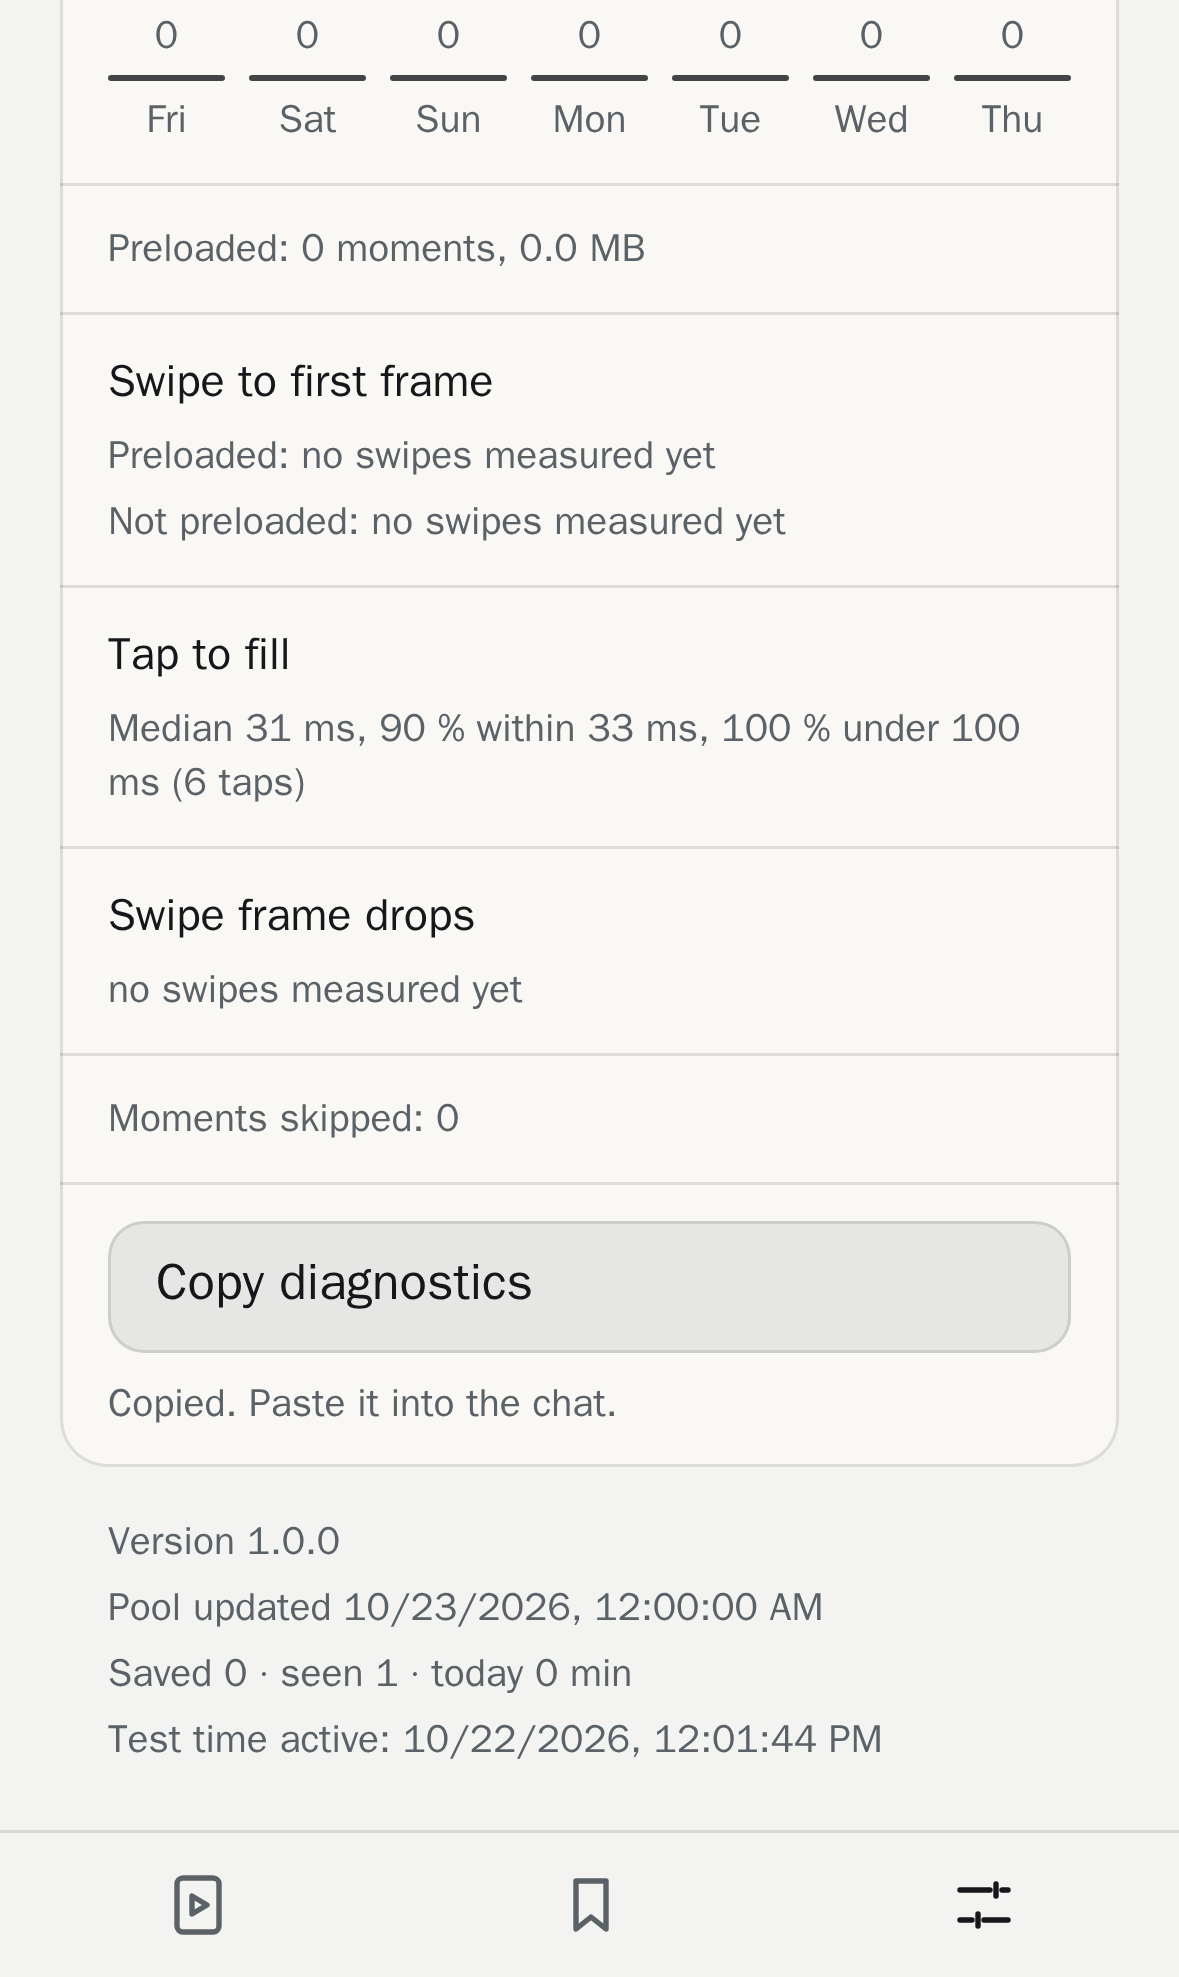 0 0 0 0 0 0 0
Fri Sat Sun Mon Tue Wed Thu
Preloaded: 0 moments, 0.0 MB
Swipe to first frame
Preloaded: no swipes measured yet
Not preloaded: no swipes measured yet
Tap to fill
Median 31 ms, 90 % within 33 ms, 100 % under 100
ms (6 taps)
Swipe frame drops
no swipes measured yet
Moments skipped: 0
Copy diagnostics
Copied. Paste it into the chat.
Version 1.0.0
Pool updated 10/23/2026, 12:00:00 AM
Saved 0 · seen 1 · today 0 min
Test time active: 10/22/2026, 12:01:44 PM